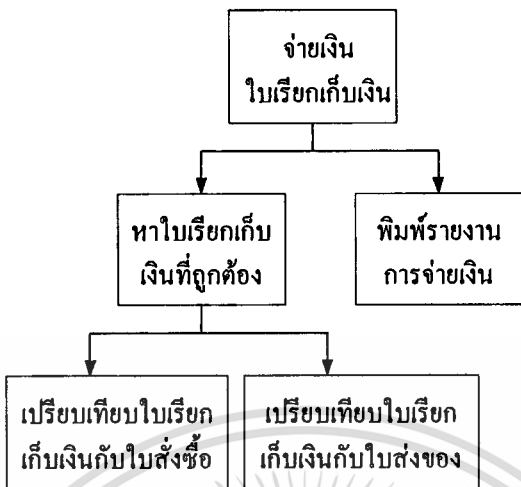 จ่ายเงิน
ใบเรียกเก็บเงิน
หาใบเรียกเก็บ
เงินที่ถูกต้อง
พิมพ์รายงาน
การจ่ายเงิน
เปรียบเทียบใบเรียก
เก็บเงินกับใบสั่งซื้อ
เปรียบเทียบใบเรียก
เก็บเงินกับใบส่งของ